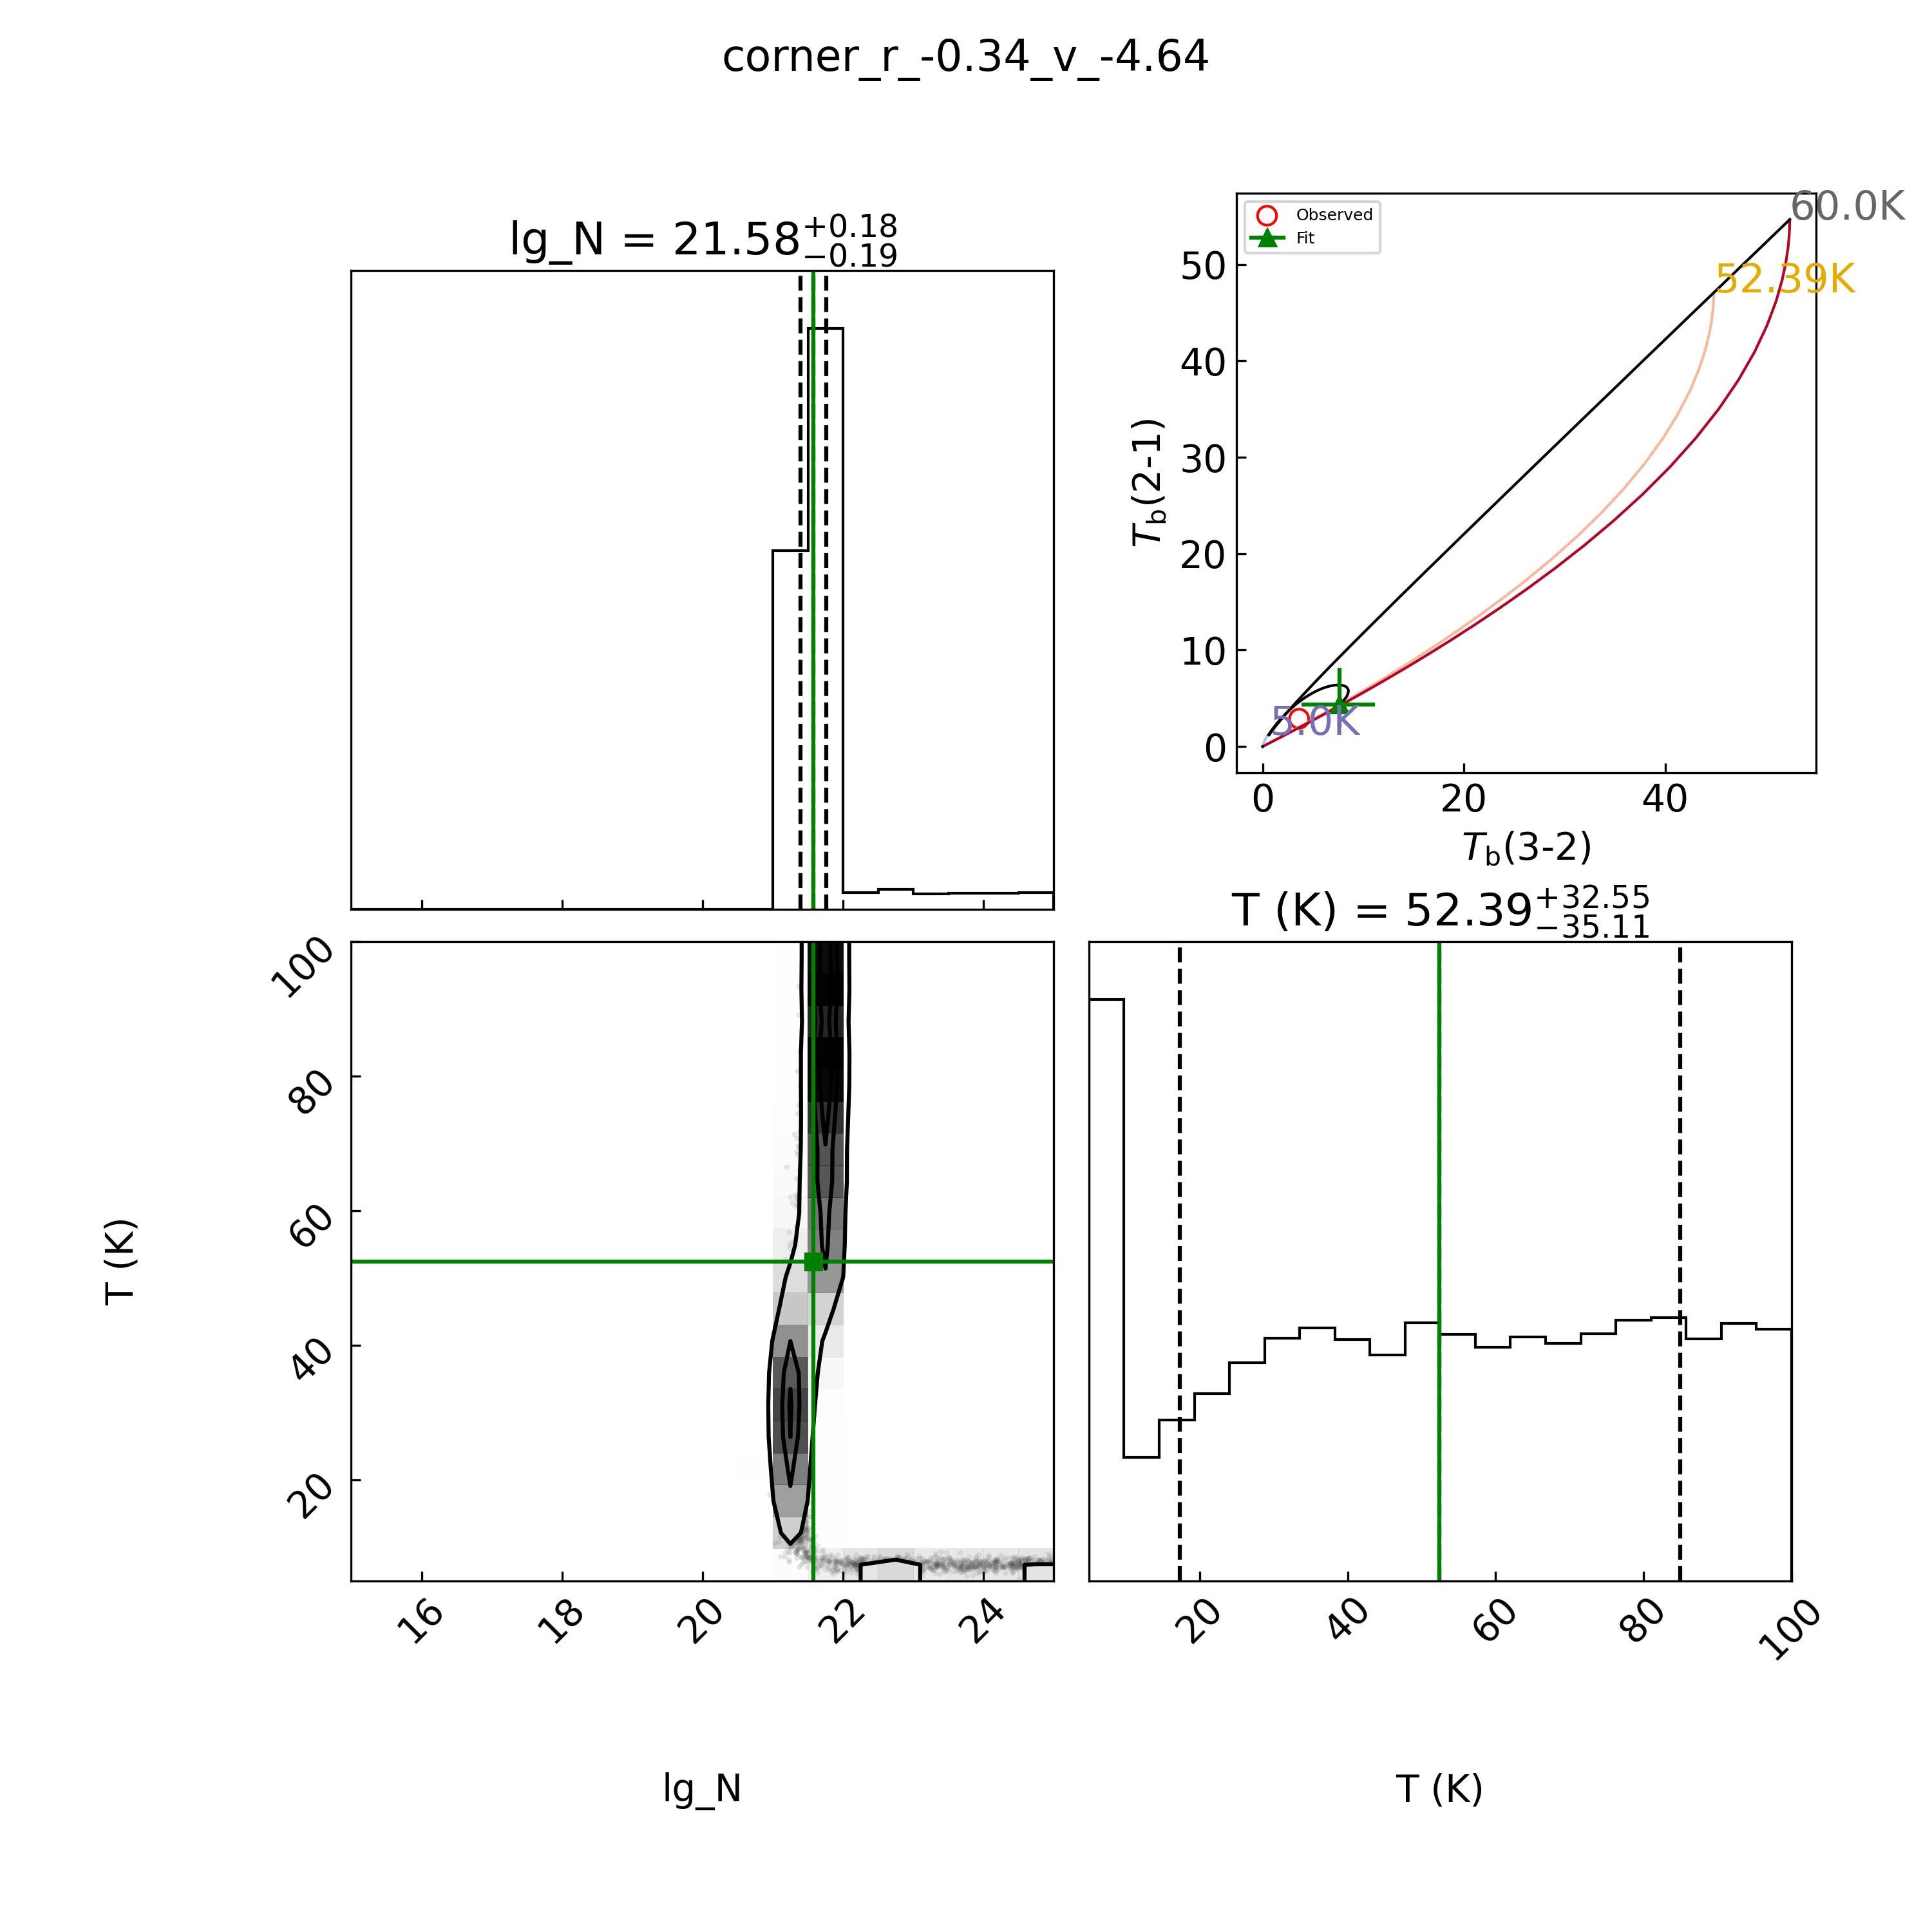 corner_r_-0.34_v_-4.64
lg_N = 21.58+0.18−0.19
60.0K
Observed
Fit
52.39K
50
40
30
20
10
0
Tb(2-1)
5.0K
0 20 40
Tb(3-2)
T (K) = 52.39+32.55−35.11
100
80
60
40
20
T (K)
16 18 20 22 24
20 40 60 80 100
lg_N
T (K)